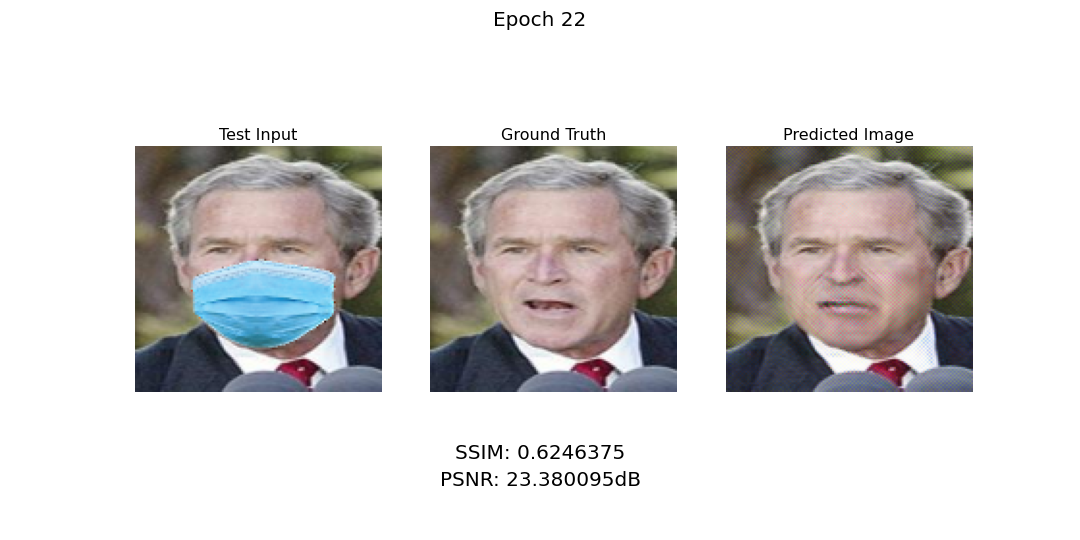 Epoch 22
Test Input
Ground Truth
Predicted Image
SSIM: 0.6246375
PSNR: 23.380095dB